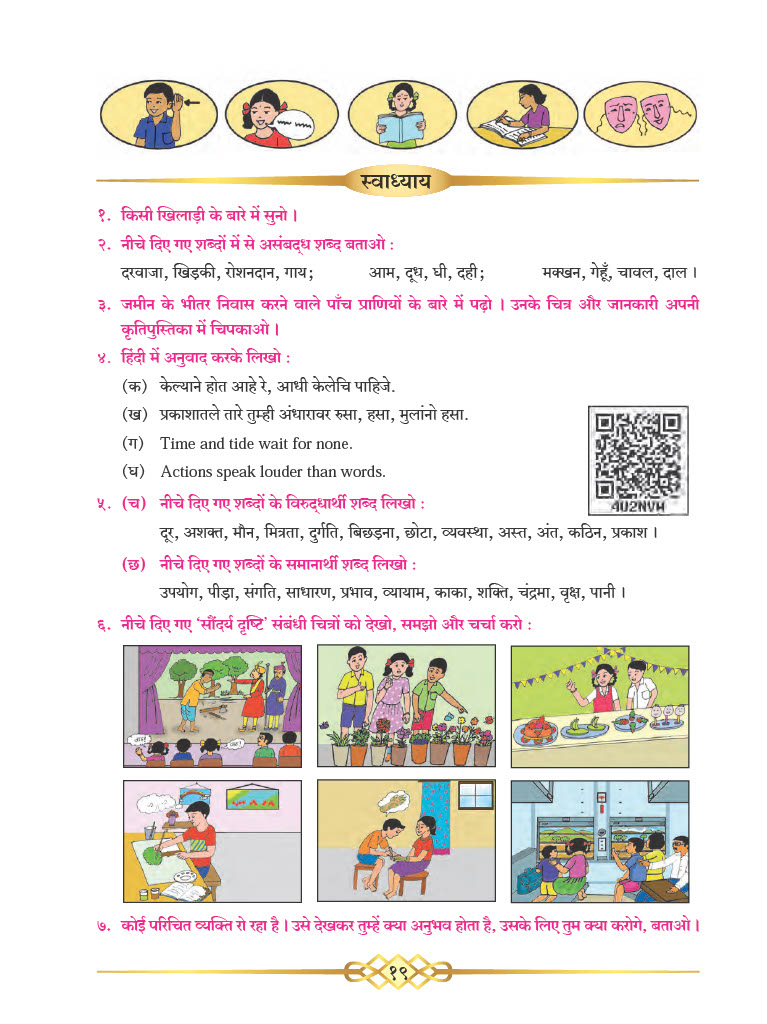 स्वाध्याय
१. किसी खिलाड़ी के बारे में सुनो ।
२. नीचे दिए गए शब्दों में से असंबद्ध शब्द बताओ :
दरवाजा, खिड़की, रोशनदान, गाय; आम, दूध, घी, दही; मक्खन, गेहूँ, चावल, दाल ।
३. जमीन के भीतर निवास करने वाले पाँच प्राणियों के बारे में पढ़ो । उनके चित्र और जानकारी अपनी
कृतिपुस्तिका में चिपकाओ ।
४. हिंदी में अनुवाद करके लिखो :
(क) केल्याने होत आहे रे, आधी केलेचि पाहिजे.
(ख) प्रकाशातले तारे तुम्ही अंधारावर रुसा, हसा, मुलांनो हसा.
(ग) Time and tide wait for none.
(घ) Actions speak louder than words.
4U2NVW
५. (च) नीचे दिए गए शब्दों के विरुद्धार्थी शब्द लिखो :
दूर, अशक्त, मौन, मित्रता, दुर्गति, बिछड़ना, छोटा, व्यवस्था, अस्त, अंत, कठिन, प्रकाश ।
(छ) नीचे दिए गए शब्दों के समानार्थी शब्द लिखो :
उपयोग, पीड़ा, संगति, साधारण, प्रभाव, व्यायाम, काका, शक्ति, चंद्रमा, वृक्ष, पानी ।
६. नीचे दिए गए ‘सौंदर्य दृष्टि’ संबंधी चित्रों को देखो, समझो और चर्चा करो :
७. कोई परिचित व्यक्ति रो रहा है । उसे देखकर तुम्हें क्या अनुभव होता है, उसके लिए तुम क्या करोगे, बताओ ।
१९